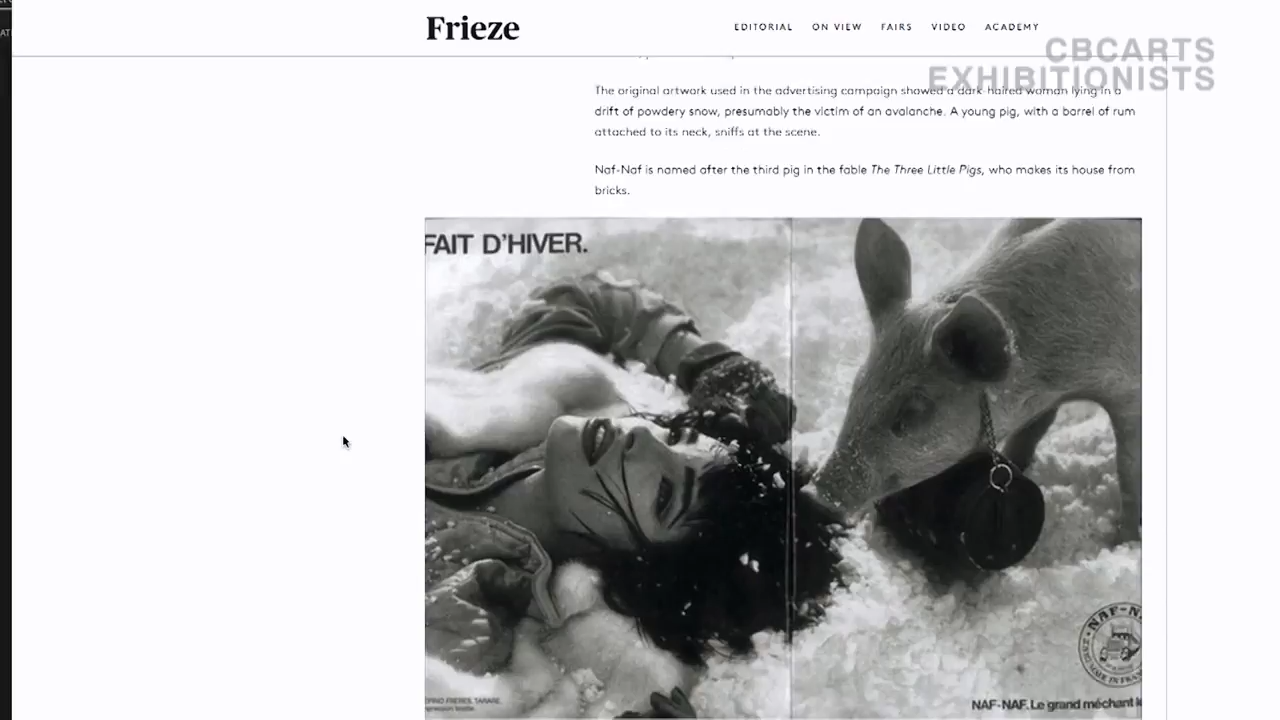 Frieze
EDITORIAL ON VIEW FAIRS VIDEO ACADEMY
CBCARTS
EXHIBITIONISTS
The original artwork used in the advertising campaign showed a dark-haired woman lying in a
drift of powdery snow, presumably the victim of an avalanche. A young pig, with a barrel of rum
attached to its neck, sniffs at the scene.
Naf-Naf is named after the third pig in the fable The Three Little Pigs, who makes its house from
bricks.
FAIT D'HIVER.
NAF-N
NAF-NAF. Le grand méchant l